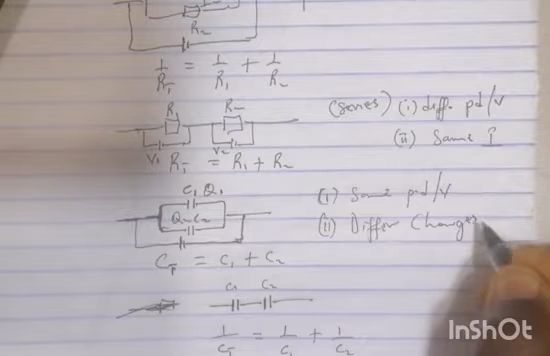 R₂
1/R_T = 1/R₁ + 1/R₂
R₁ R₂ (series) (i) diff. pd/V
V₁ V₂ (ii) Same I
R_T = R₁ + R₂
C₁ Q₁ (i) Same pd/V
Q₂ C₂ (ii) Differ Charges
C_T = C₁ + C₂
C₁ C₂
1/C_T = 1/C₁ + 1/C₂
InShOt